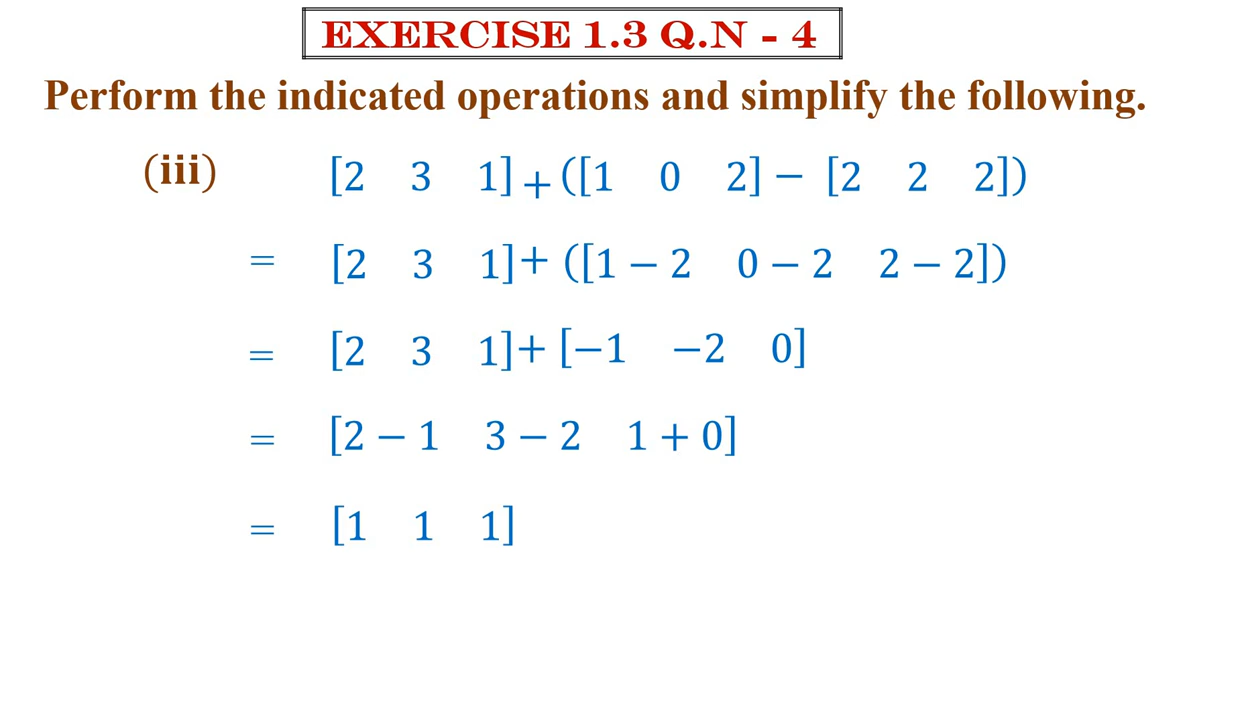 EXERCISE 1.3 Q.N - 4
Perform the indicated operations and simplify the following.
(iii) [2 3 1] + ([1 0 2] − [2 2 2])
= [2 3 1] + ([1 − 2 0 − 2 2 − 2])
= [2 3 1] + [−1 −2 0]
= [2 − 1 3 − 2 1 + 0]
= [1 1 1]